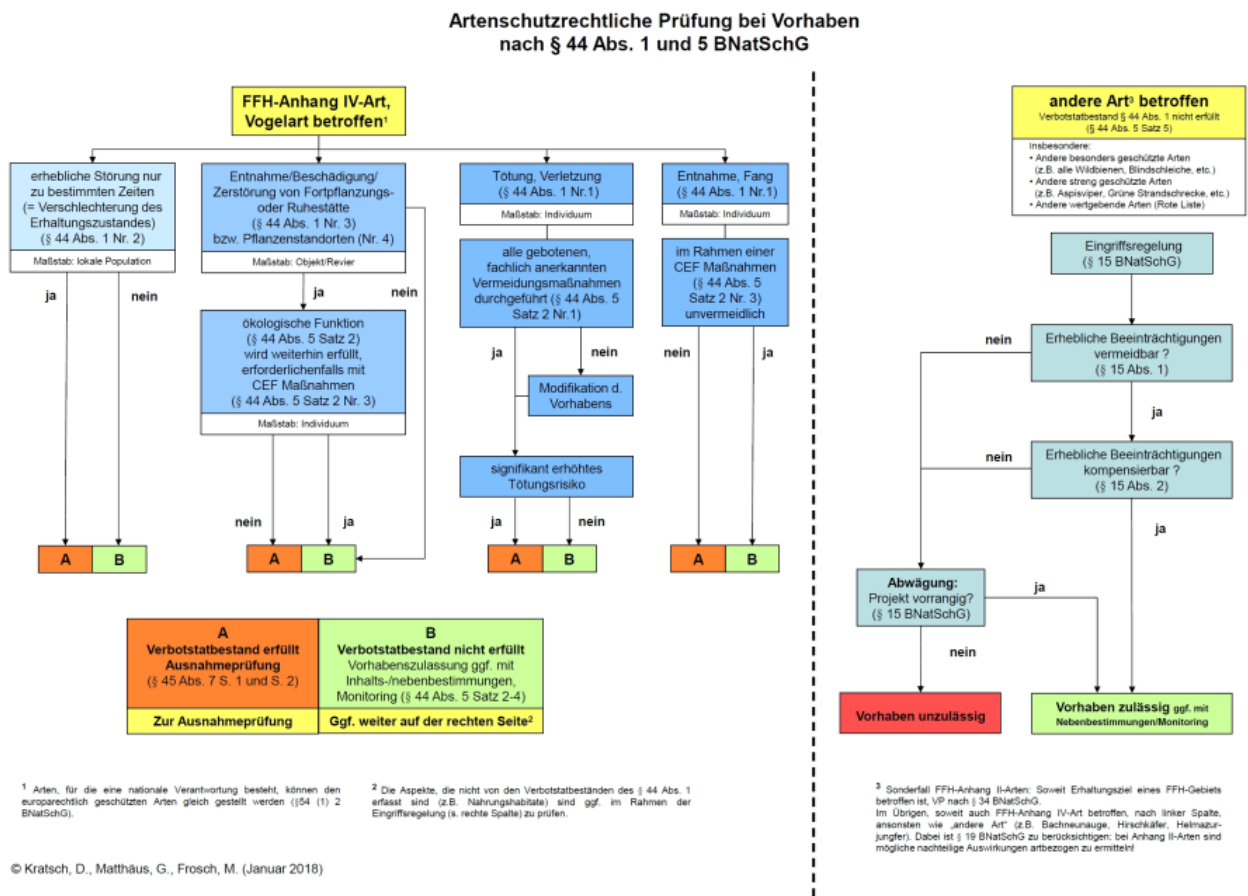 Artenschutzrechtliche Prüfung bei Vorhaben
nach § 44 Abs. 1 und 5 BNatSchG
FFH-Anhang IV-Art,
Vogelart betroffen¹
erhebliche Störung nur
zu bestimmten Zeiten
(= Verschlechterung des
Erhaltungszustandes)
(§ 44 Abs. 1 Nr. 2)
Maßstab: lokale Population
ja
nein
Entnahme/Beschädigung/
Zerstörung von Fortpflanzungs-
oder Ruhestätte
(§ 44 Abs. 1 Nr. 3)
bzw. Pflanzenstandorten (Nr. 4)
Maßstab: Objekt/Revier
ja
nein
ökologische Funktion
(§ 44 Abs. 5 Satz 2)
wird weiterhin erfüllt,
erforderlichenfalls mit
CEF Maßnahmen
(§ 44 Abs. 5 Satz 2 Nr. 3)
Maßstab: Individuum
nein
ja
Tötung, Verletzung
(§ 44 Abs. 1 Nr.1)
Maßstab: Individuum
alle gebotenen,
fachlich anerkannten
Vermeidungsmaßnahmen
durchgeführt (§ 44 Abs. 5
Satz 2 Nr.1)
ja
nein
Modifikation d.
Vorhabens
signifikant erhöhtes
Tötungsrisiko
ja
nein
Entnahme, Fang
(§ 44 Abs. 1 Nr.1)
Maßstab: Individuum
im Rahmen einer
CEF Maßnahmen
(§ 44 Abs. 5
Satz 2 Nr. 3)
unvermeidlich
nein
ja
A B
A B
A B
A B
A
Verbotstatbestand erfüllt
Ausnahmeprüfung
(§ 45 Abs. 7 S. 1 und S. 2)
Zur Ausnahmeprüfung
B
Verbotstatbestand nicht erfüllt
Vorhabenszulassung ggf. mit
Inhalts-/nebenbestimmungen,
Monitoring (§ 44 Abs. 5 Satz 2-4)
Ggf. weiter auf der rechten Seite²
andere Art³ betroffen
Verbotstatbestand § 44 Abs. 1 nicht erfüllt
(§ 44 Abs. 5 Satz 5)
Insbesondere:
• Andere besonders geschützte Arten
(z.B. alle Wildbienen, Blindschleiche, etc.)
• Andere streng geschützte Arten
(z.B. Aspisviper, Grüne Strandschrecke, etc.)
• Andere wertgebende Arten (Rote Liste)
Eingriffsregelung
(§ 15 BNatSchG)
Erhebliche Beeinträchtigungen
vermeidbar ?
(§ 15 Abs. 1)
nein
ja
Erhebliche Beeinträchtigungen
kompensierbar ?
(§ 15 Abs. 2)
nein
ja
Abwägung:
Projekt vorrangig?
(§ 15 BNatSchG)
ja
nein
Vorhaben unzulässig
Vorhaben zulässig ggf. mit
Nebenbestimmungen/Monitoring
¹ Arten, für die eine nationale Verantwortung besteht, können den
europarechtlich geschützten Arten gleich gestellt werden (§54 (1) 2
BNatSchG).
² Die Aspekte, die nicht von den Verbotstatbeständen des § 44 Abs. 1
erfasst sind (z.B. Nahrungshabitate) sind ggf. im Rahmen der
Eingriffsregelung (s. rechte Spalte) zu prüfen.
³ Sonderfall FFH-Anhang II-Arten: Soweit Erhaltungsziel eines FFH-Gebiets
betroffen ist, VP nach § 34 BNatSchG.
Im Übrigen, soweit auch FFH-Anhang IV-Art betroffen, nach linker Spalte,
ansonsten wie „andere Art“ (z.B. Bachneunauge, Hirschkäfer, Helmazur-
jungfer). Dabei ist § 19 BNatSchG zu berücksichtigen: bei Anhang II-Arten sind
mögliche nachteilige Auswirkungen artbezogen zu ermitteln!
© Kratsch, D., Matthäus, G., Frosch, M. (Januar 2018)